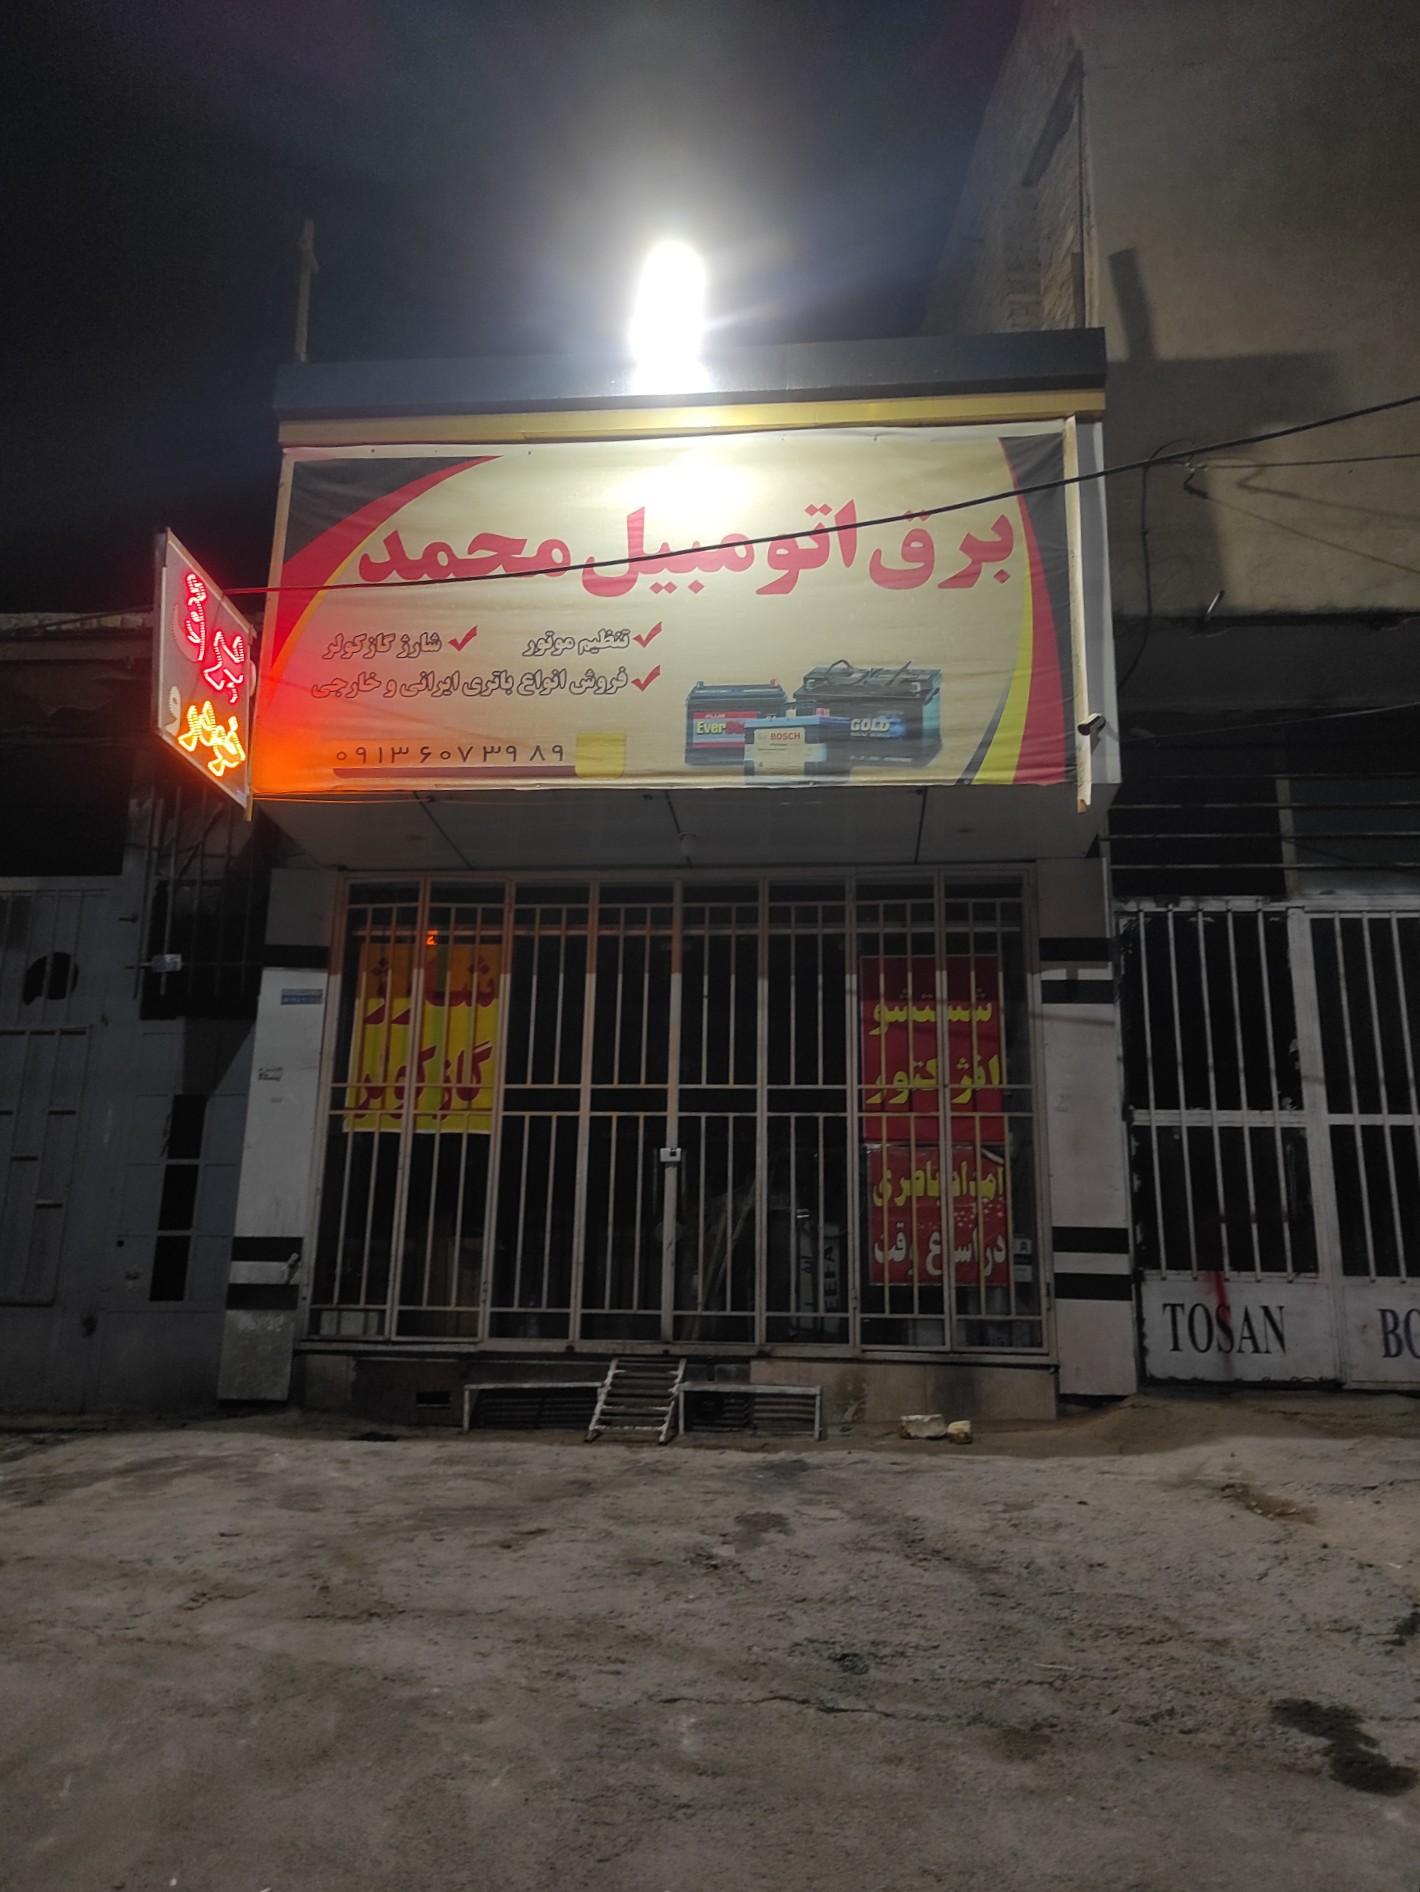 برق اتومبیل محمد
تنظیم موتور
شارژ گاز کولر
فروش انواع باتری ایرانی و خارجی
۰۹۱۳۶۰۷۳۹۸۹
GOLD
BOSCH
برق
و
شارژ
گاز کولر
شستشو
انژکتور
امداد باطری
در اسرع وقت
TOSAN